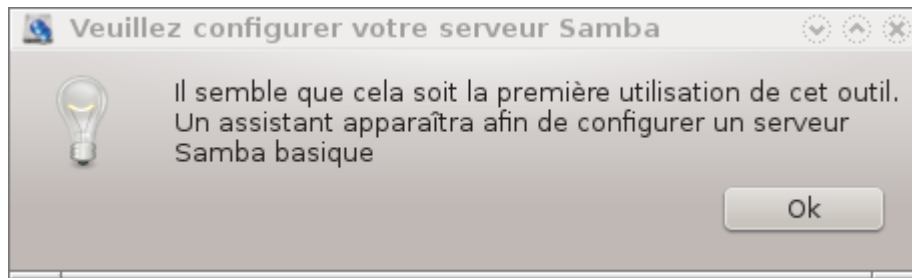 Veuillez configurer votre serveur Samba
Il semble que cela soit la première utilisation de cet outil.
Un assistant apparaîtra afin de configurer un serveur
Samba basique
Ok